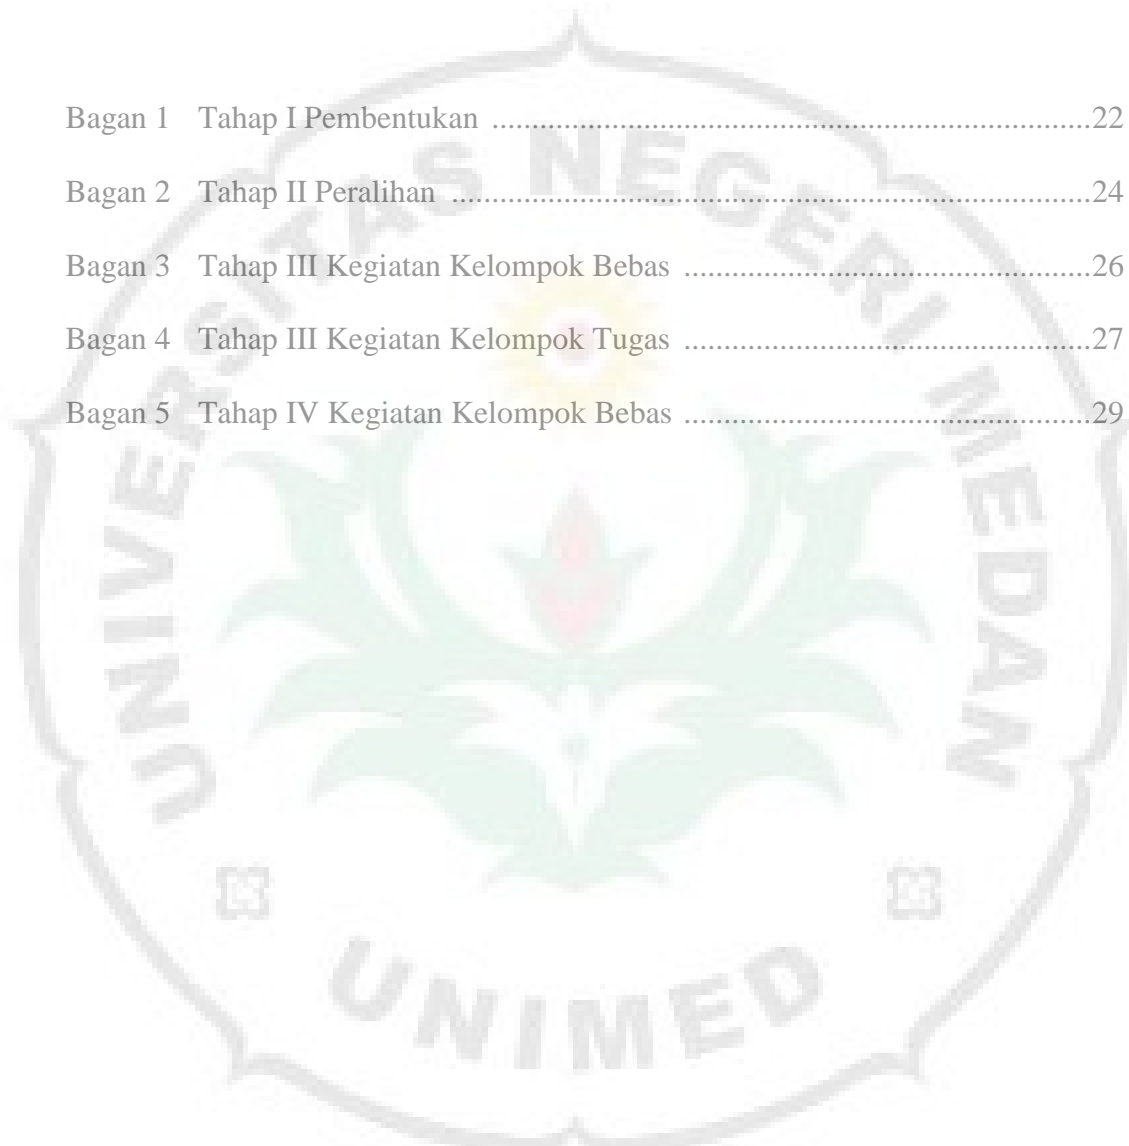 Bagan 1 Tahap I Pembentukan ..........................................................................22
Bagan 2 Tahap II Peralihan ...............................................................................24
Bagan 3 Tahap III Kegiatan Kelompok Bebas ..................................................26
Bagan 4 Tahap III Kegiatan Kelompok Tugas ..................................................27
Bagan 5 Tahap IV Kegiatan Kelompok Bebas ..................................................29
UNIVERSITAS NEGERI MEDAN
UNIMED